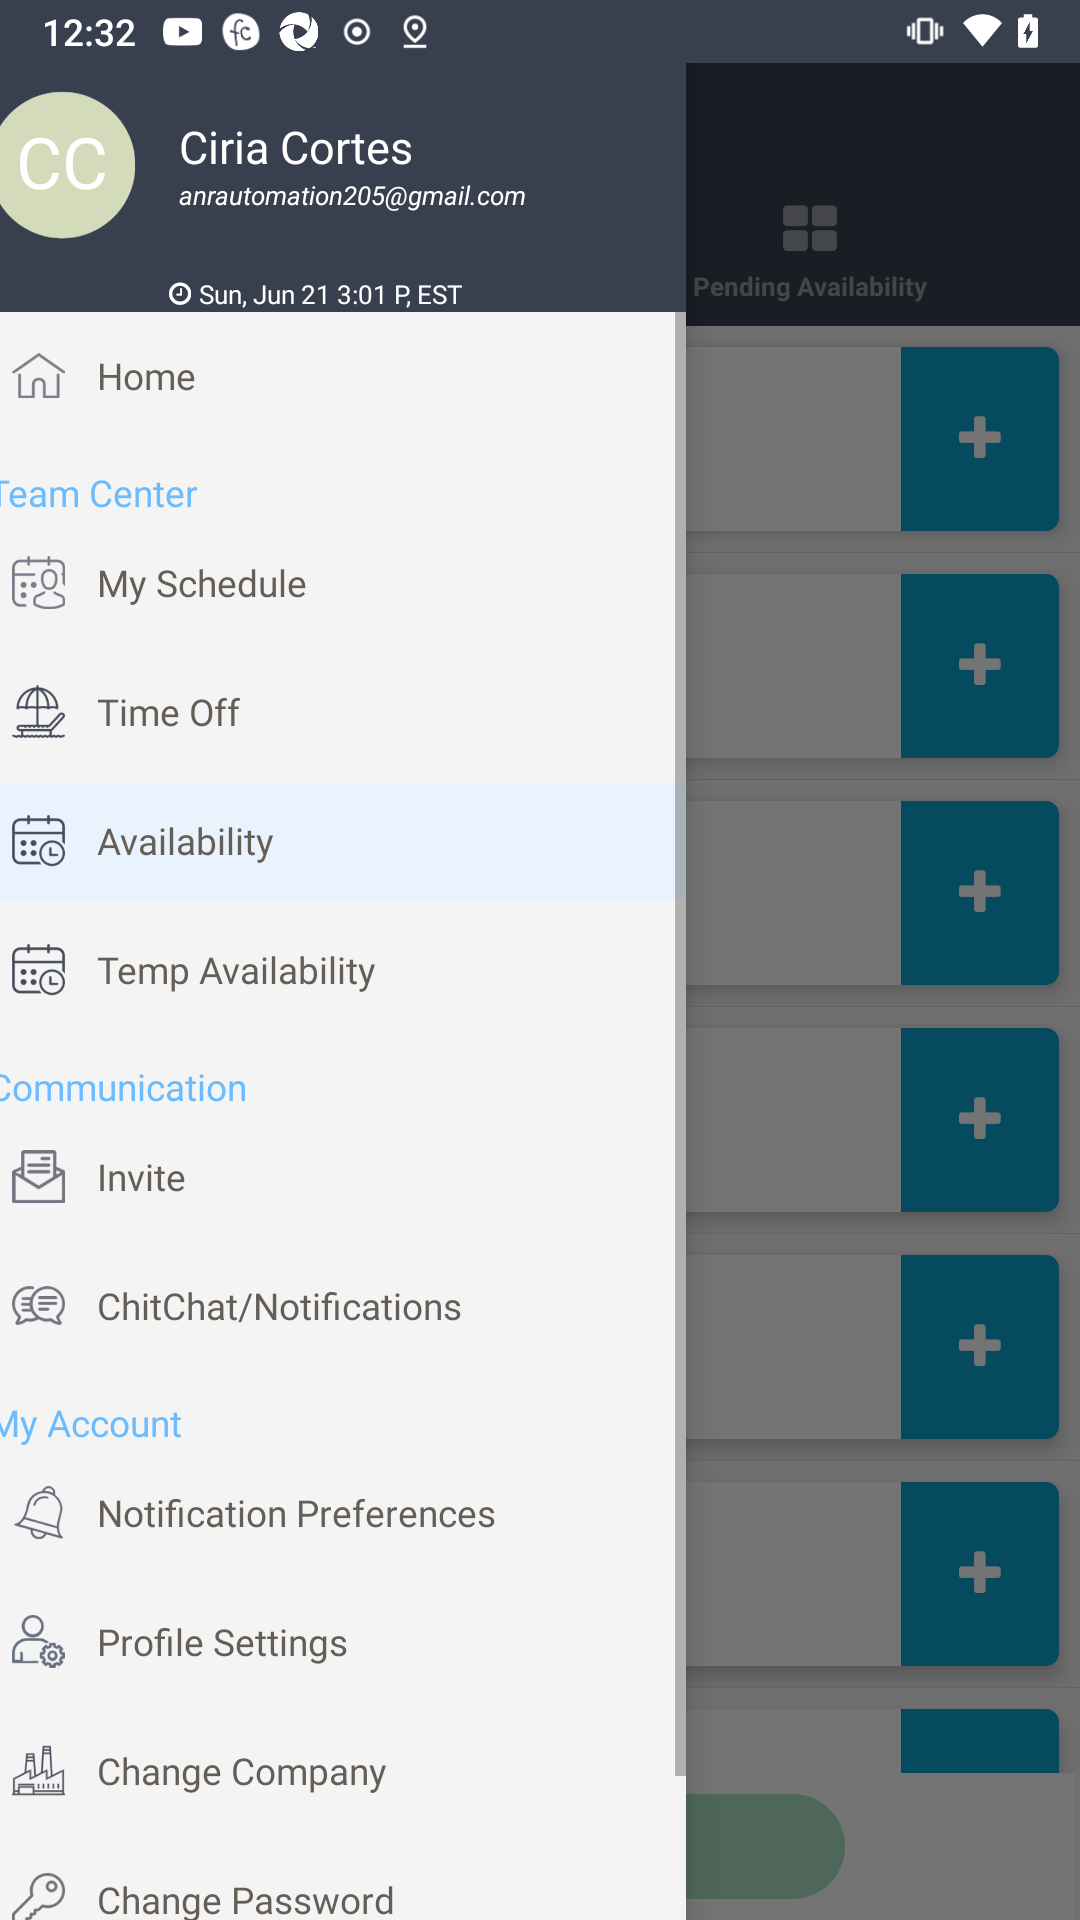 12:32
CC
Ciria Cortes
anrautomation205@gmail.com
Sun, Jun 21 3:01 P, EST
Pending Availability
Home
Team Center
My Schedule
Time Off
Availability
Temp Availability
Communication
Invite
ChitChat/Notifications
My Account
Notification Preferences
Profile Settings
Change Company
Change Password